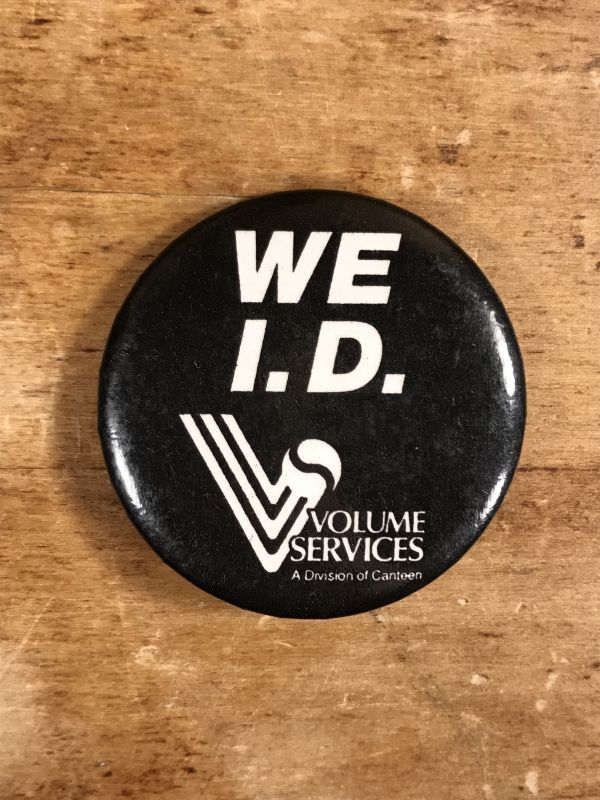 WE
I.D.
VOLUME
SERVICES
A Division of Canteen